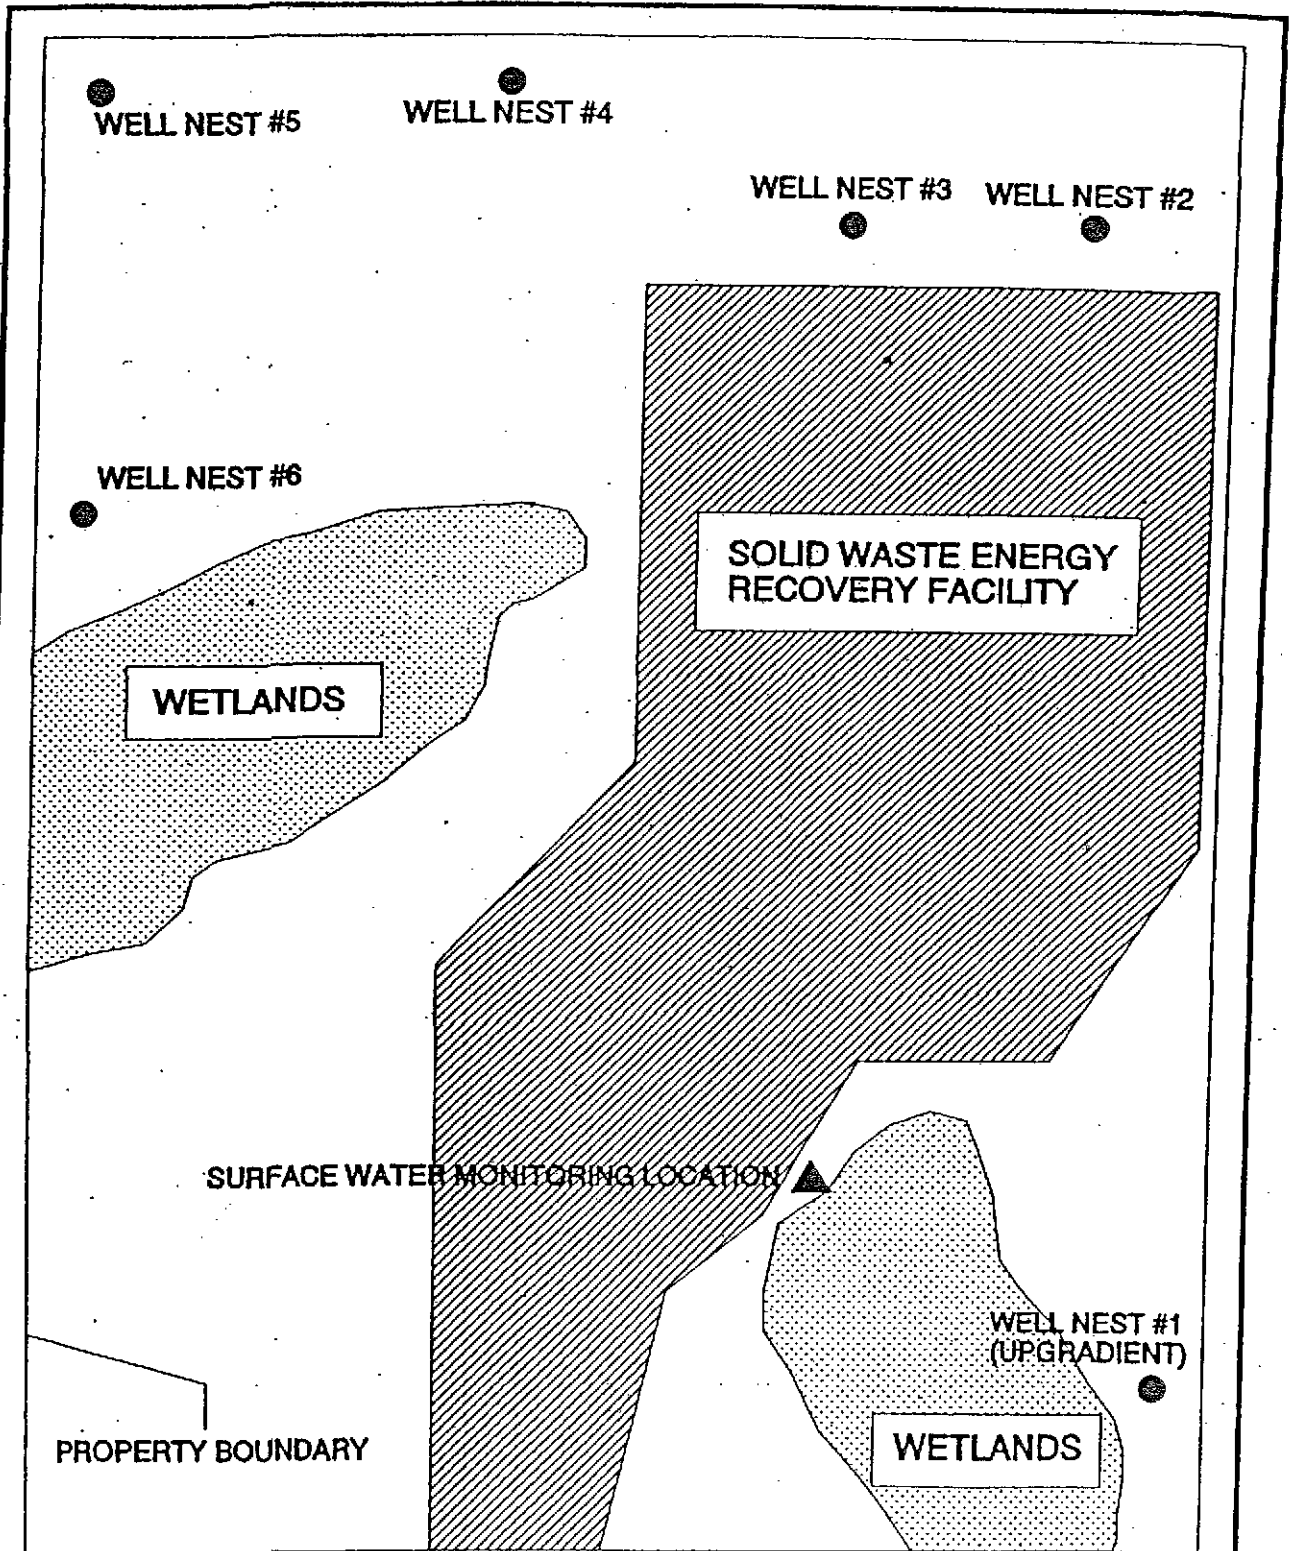 WELL NEST #5
WELL NEST #4
WELL NEST #3
WELL NEST #2
WELL NEST #6
SOLID WASTE ENERGY
RECOVERY FACILITY
WETLANDS
SURFACE WATER MONITORING LOCATION
WELL NEST #1
(UPGRADIENT)
PROPERTY BOUNDARY
WETLANDS